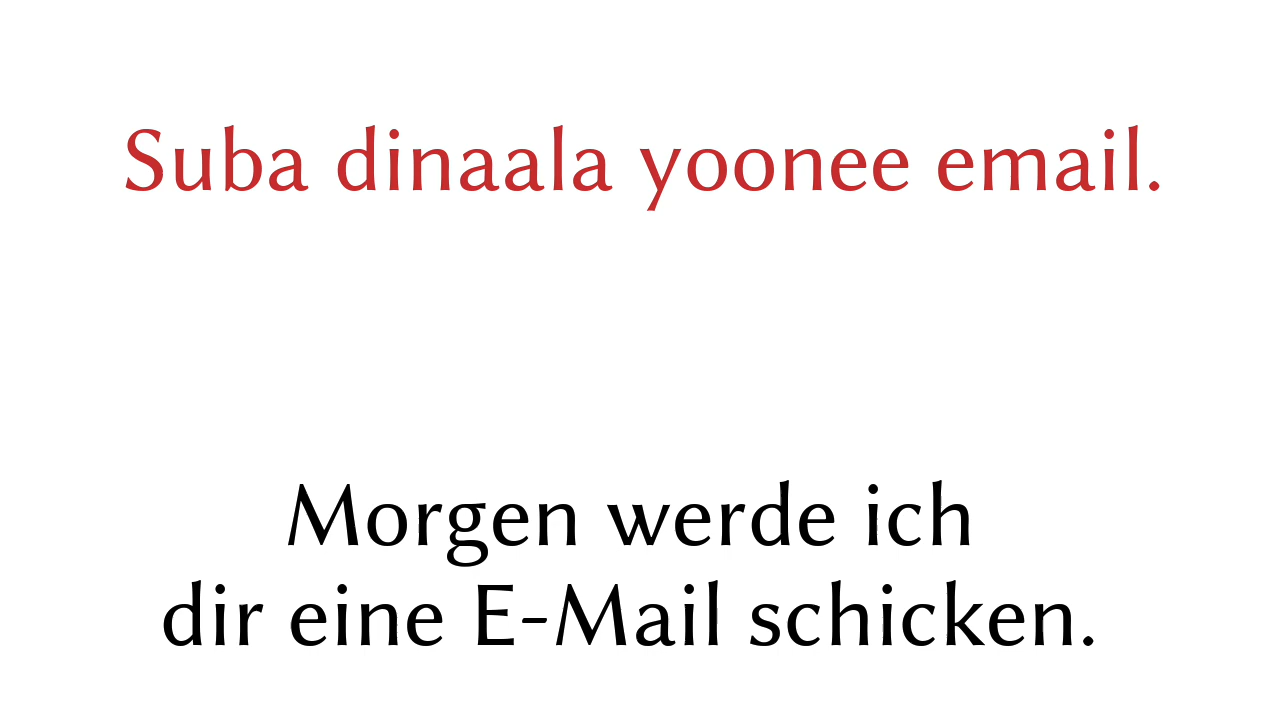 Suba dinaala yoonee email.
Morgen werde ich
dir eine E-Mail schicken.